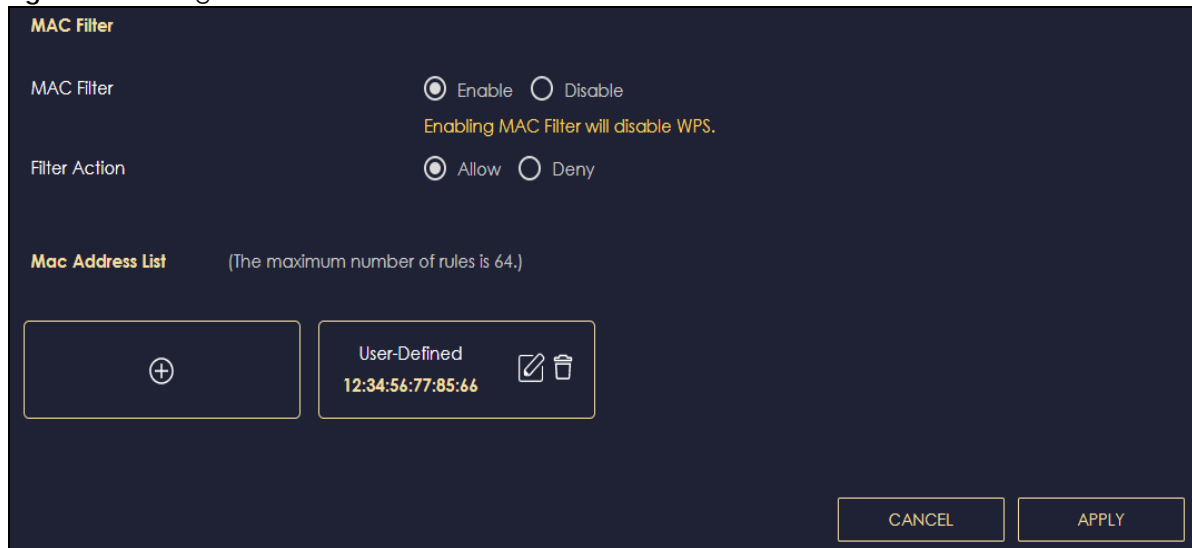 MAC Filter
MAC Filter Enable Disable
Enabling MAC Filter will disable WPS.
Filter Action Allow Deny
Mac Address List (The maximum number of rules is 64.)
User-Defined
12:34:56:77:85:66
CANCEL APPLY